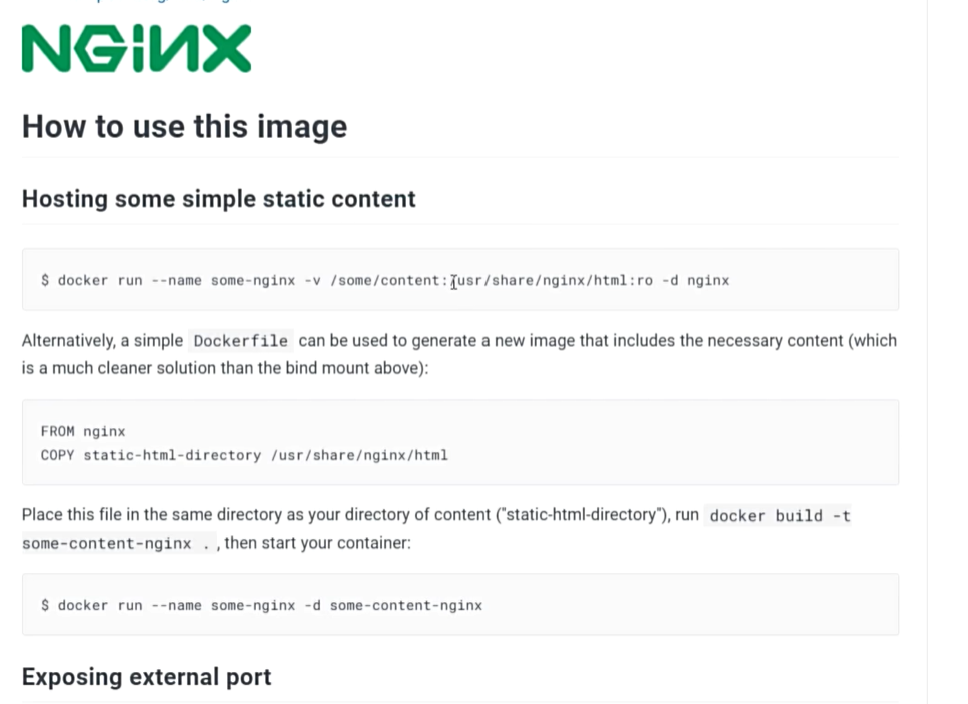 NGINX
How to use this image
Hosting some simple static content
$ docker run --name some-nginx -v /some/content:/usr/share/nginx/html:ro -d nginx
Alternatively, a simple Dockerfile can be used to generate a new image that includes the necessary content (which
is a much cleaner solution than the bind mount above):
FROM nginx
COPY static-html-directory /usr/share/nginx/html
Place this file in the same directory as your directory of content ("static-html-directory"), run docker build -t
some-content-nginx . , then start your container:
$ docker run --name some-nginx -d some-content-nginx
Exposing external port